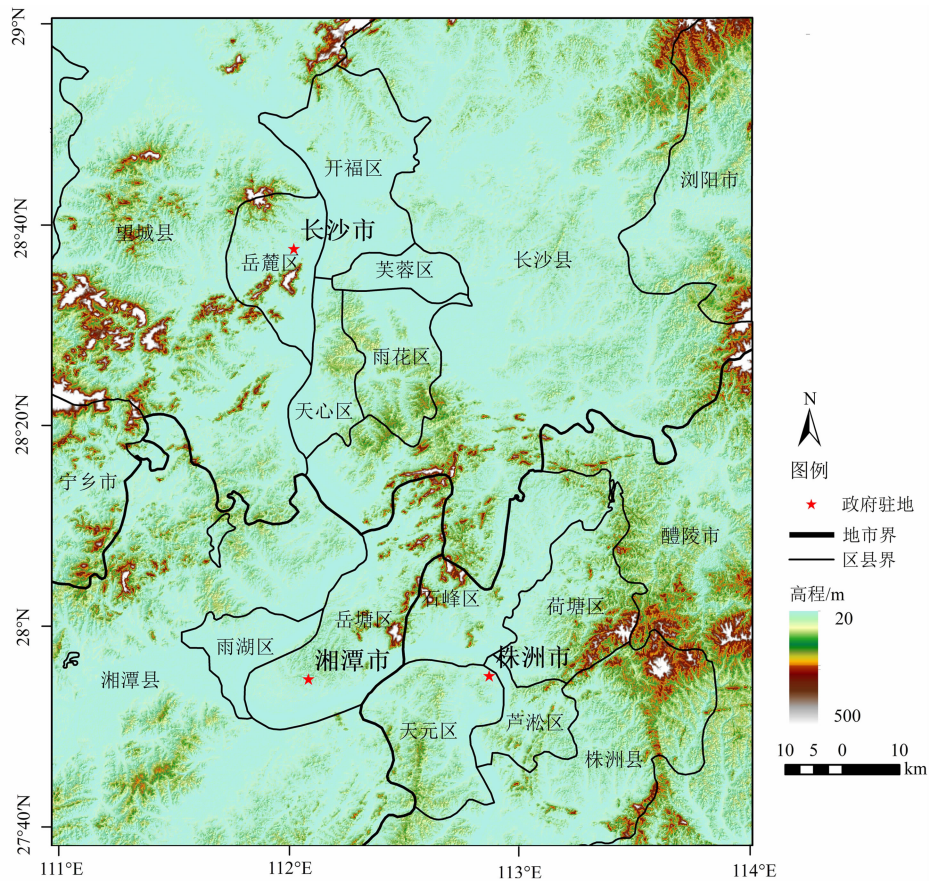 29°N
28°40′N
28°20′N
28°N
27°40′N
111°E
112°E
113°E
114°E
开福区
浏阳市
望城县
长沙市
岳麓区
芙蓉区
长沙县
雨花区
天心区
宁乡市
醴陵市
石峰区
荷塘区
岳塘区
雨湖区
湘潭市
株洲市
湘潭县
天元区
芦淞区
株洲县
N
图例
政府驻地
地市界
区县界
高程/m
20
500
10 5 0 10
km